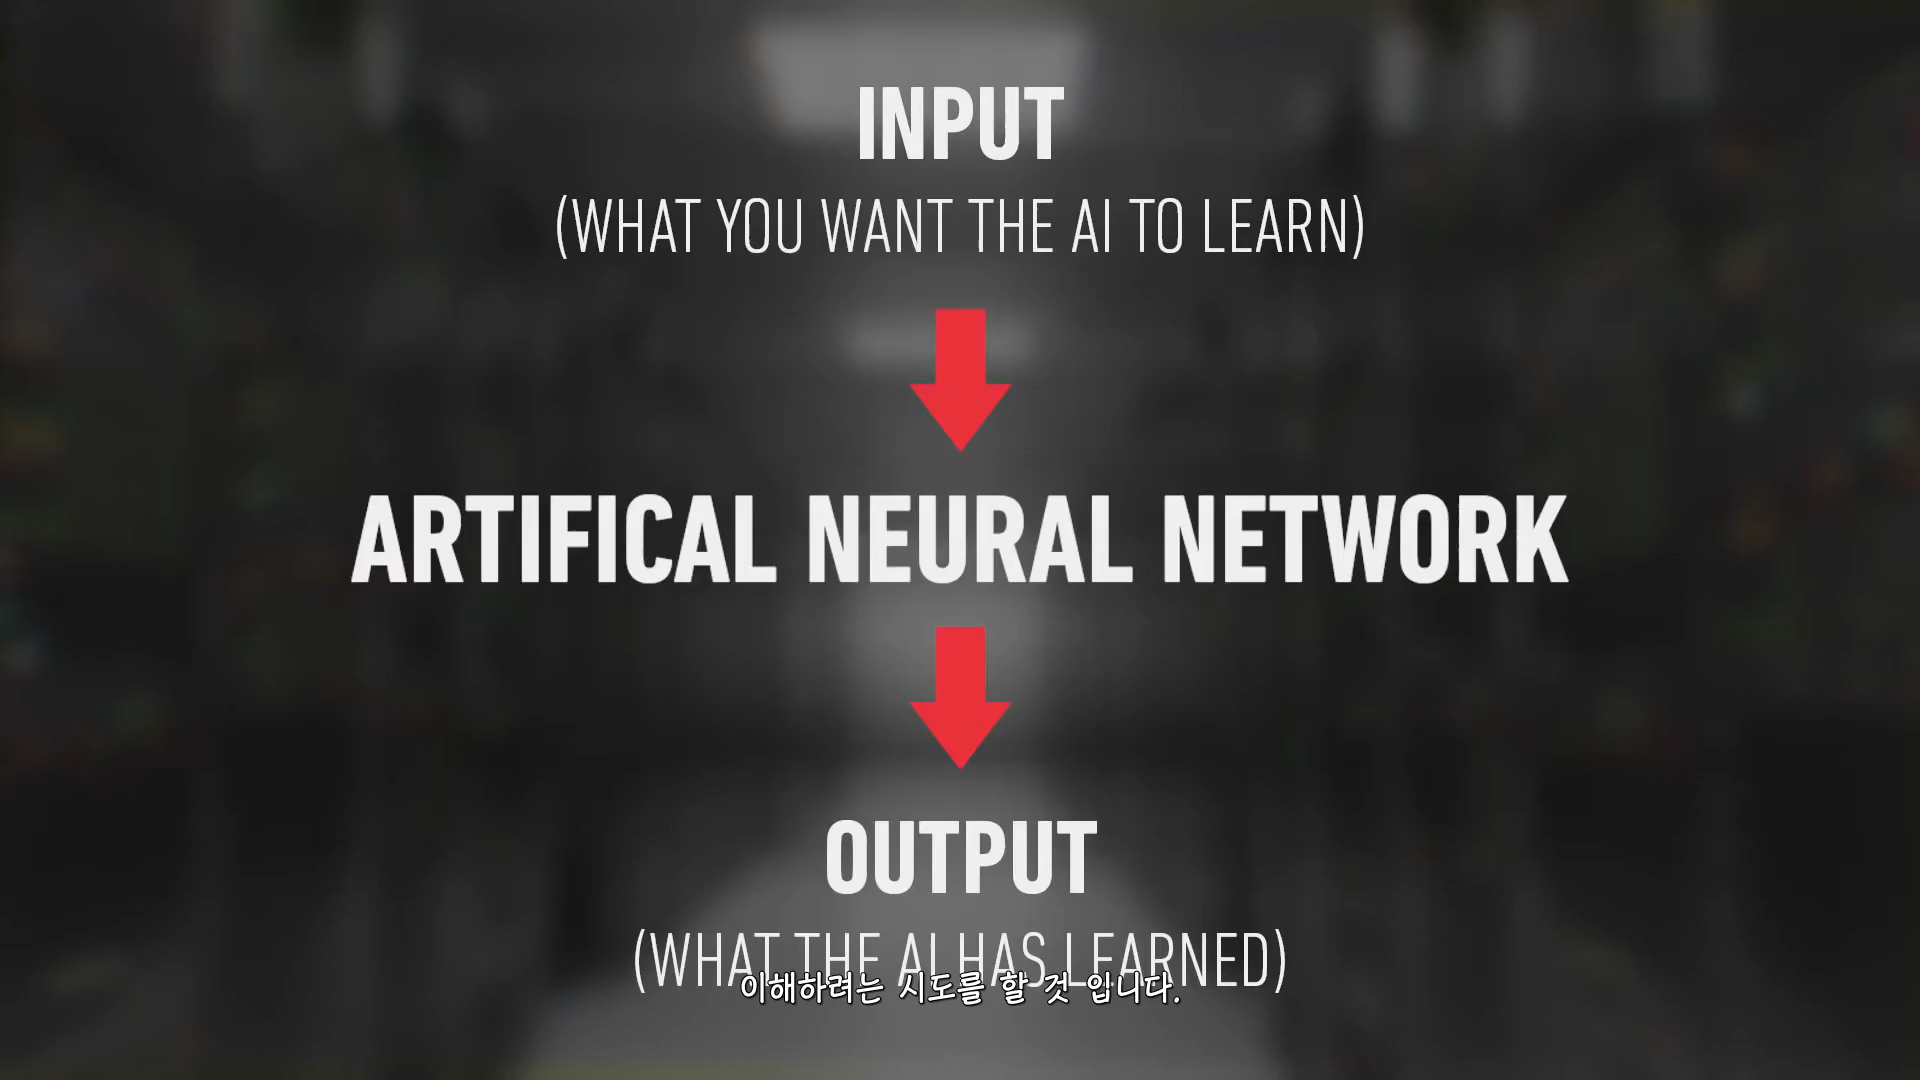 INPUT
(WHAT YOU WANT THE AI TO LEARN)
ARTIFICAL NEURAL NETWORK
OUTPUT
(WHAT THE AI HAS LEARNED)
이해하려는 시도를 할 것 입니다.